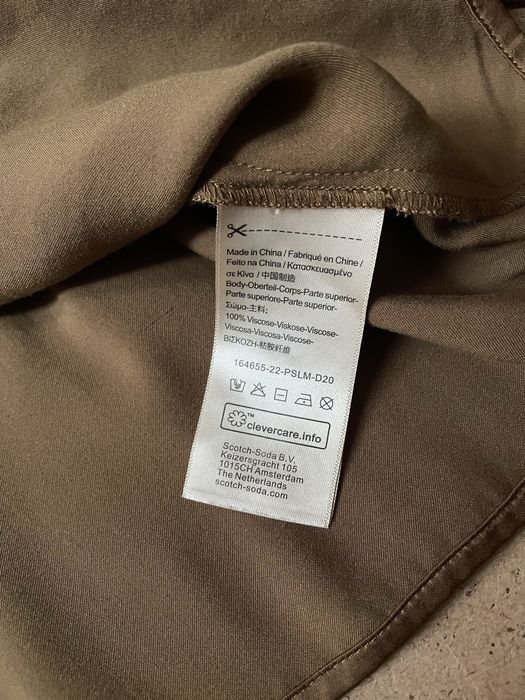 Made in China / Fabriqué en Chine /
Feito na China / Κατασκευασμένο
σε Κίνα / 中国制造
Body-Oberteil-Corps-Parte superior-
Parte superiore-Parte superior-
Σωμα-主料:
100% Viscose-Viskose-Viscose-
Viscosa-Viscosa-Viscose-
ΒΙΣΚΟΖΗ-粘胶纤维
164655-22-PSLM-D20
™
clevercare.info
Scotch-Soda B.V.
Keizersgracht 105
1015CH Amsterdam
The Netherlands
scotch-soda.com